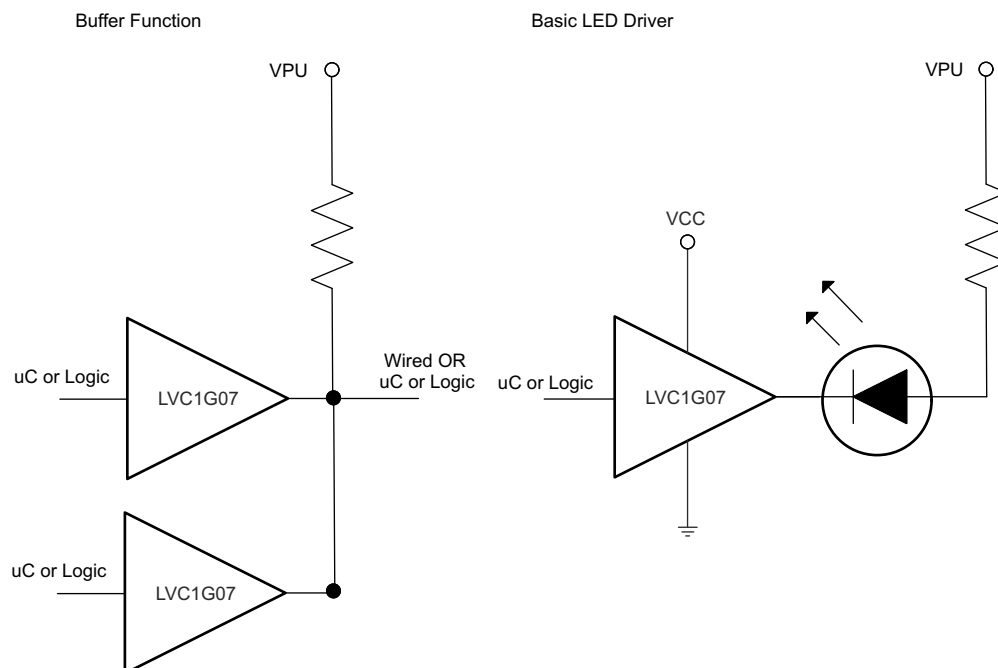 Buffer Function
VPU
uC or Logic
LVC1G07
Wired OR
uC or Logic
uC or Logic
LVC1G07
Basic LED Driver
VPU
VCC
uC or Logic
LVC1G07